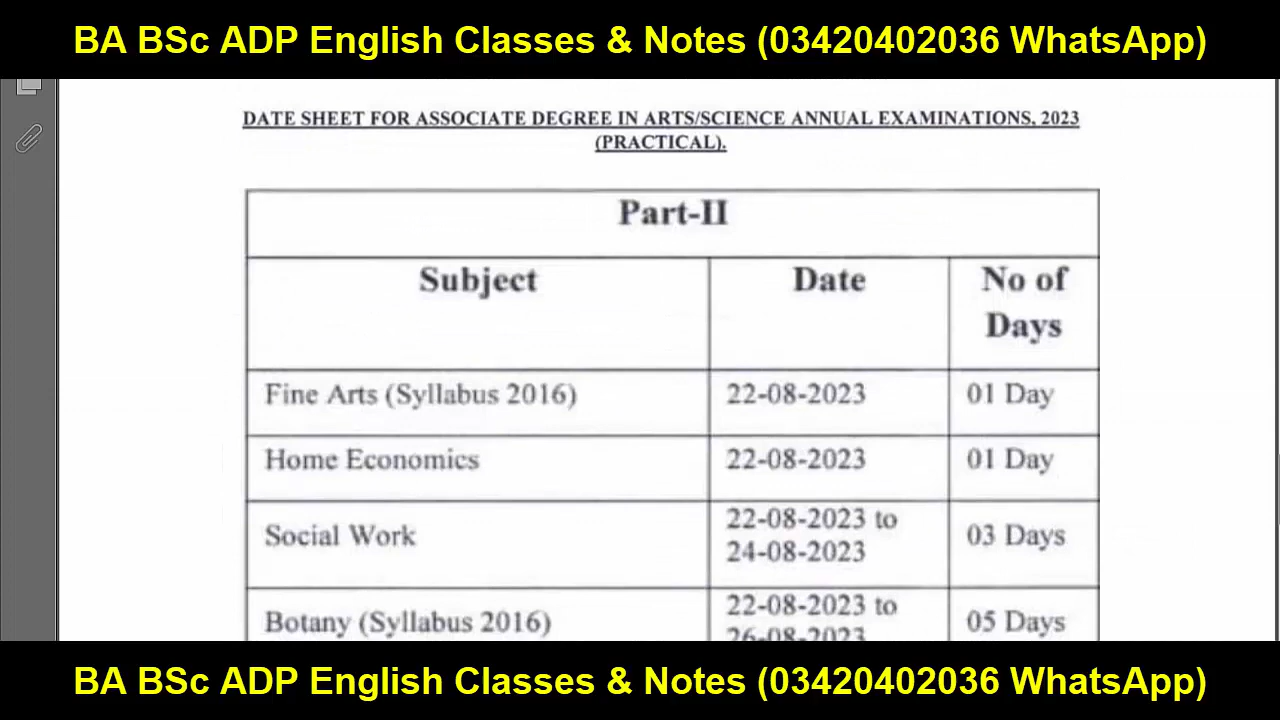 BA BSc ADP English Classes & Notes (03420402036 WhatsApp)
DATE SHEET FOR ASSOCIATE DEGREE IN ARTS/SCIENCE ANNUAL EXAMINATIONS, 2023
(PRACTICAL).
Part-II
Subject Date No of
Days
Fine Arts (Syllabus 2016) 22-08-2023 01 Day
Home Economics 22-08-2023 01 Day
Social Work 22-08-2023 to
24-08-2023 03 Days
Botany (Syllabus 2016) 22-08-2023 to
26-08-2023 05 Days
BA BSc ADP English Classes & Notes (03420402036 WhatsApp)